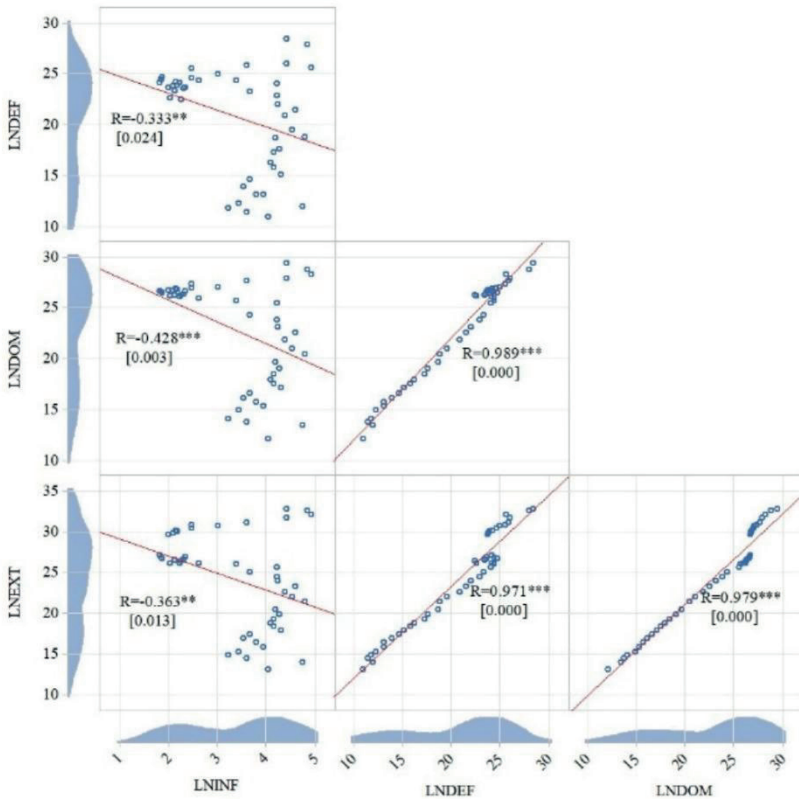 30
25
20
15
10
LNDEF
R=-0.333**
[0.024]
30
25
20
15
10
LNDOM
R=-0.428***
[0.003]
R=0.989***
[0.000]
35
30
25
20
15
10
LNEXT
R=-0.363**
[0.013]
R=0.971***
[0.000]
R=0.979***
[0.000]
1 2 3 4 5
10 15 20 25 30
10 15 20 25 30
LNINF
LNDEF
LNDOM